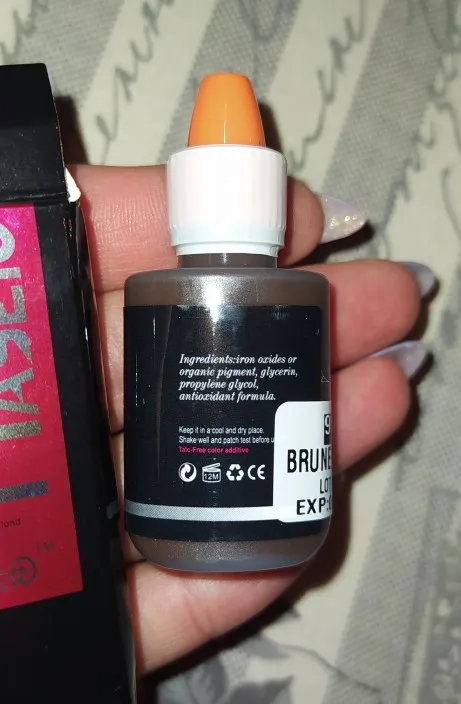 Ingredients:iron oxides or
organic pigment, glycerin,
propylene glycol,
antioxidant formula.
Keep it in a cool and dry place.
Shake well and patch test before u
Talc-Free color additive
12M
CE
9
BRUNE
LOT
EXP: